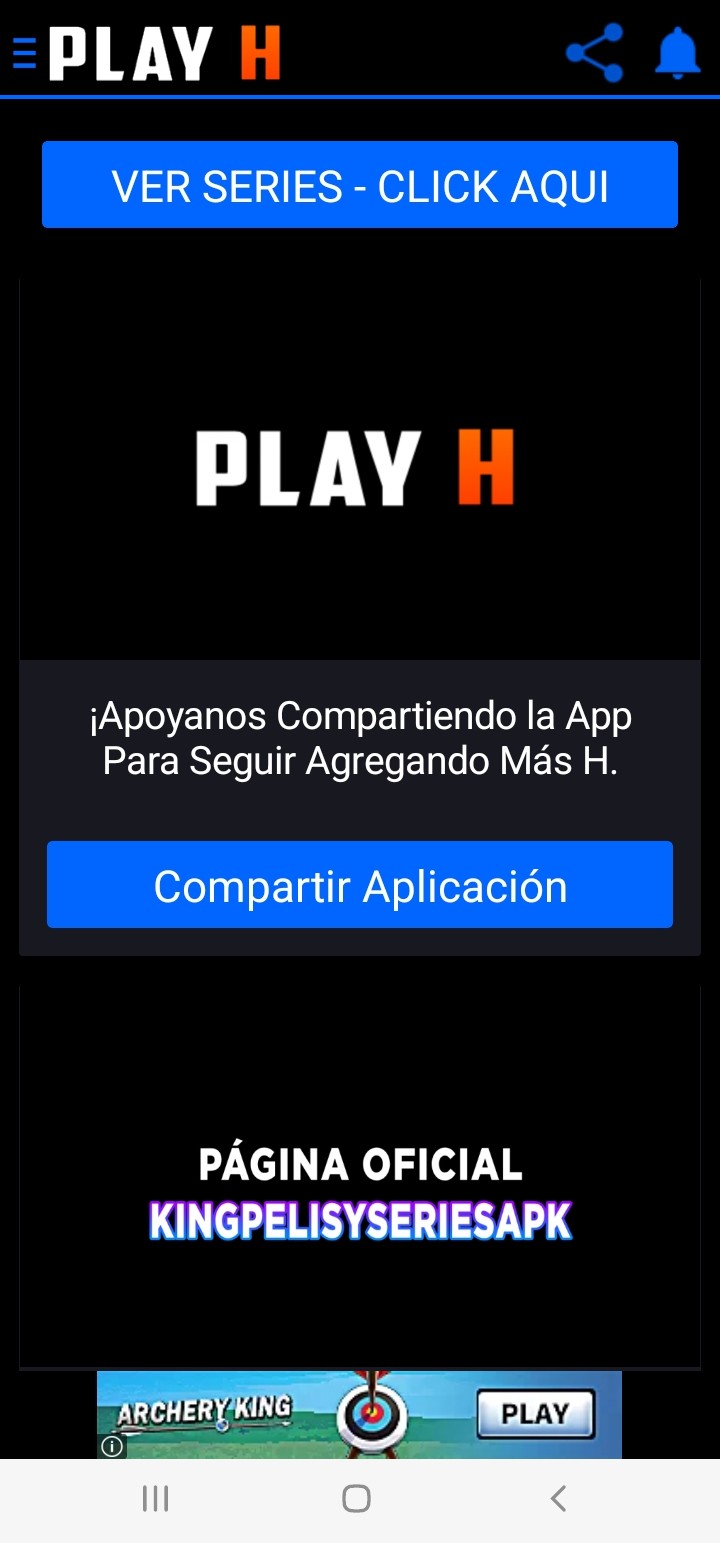 PLAY H
VER SERIES - CLICK AQUI
PLAY H
¡Apoyanos Compartiendo la App
Para Seguir Agregando Más H.
Compartir Aplicación
PÁGINA OFICIAL
KINGPELISYSERIESAPK
ARCHERY KING
PLAY